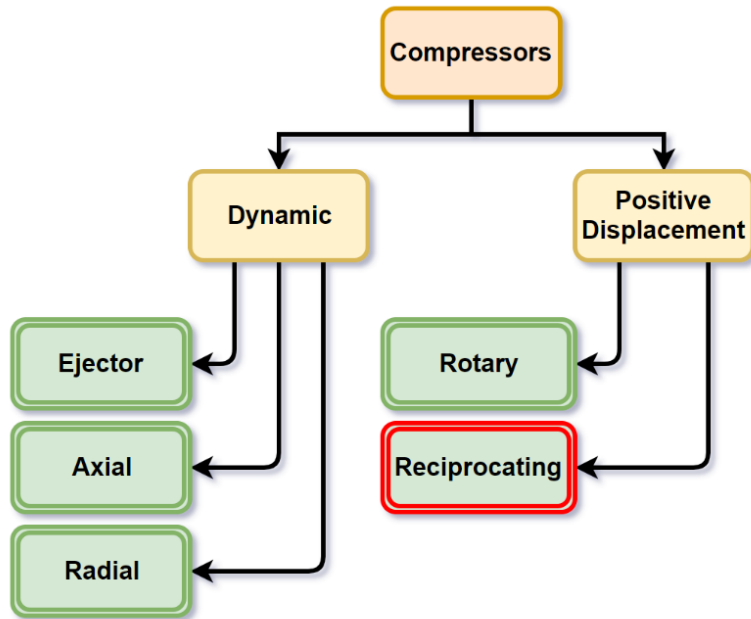 Compressors
Dynamic
Positive
Displacement
Ejector
Rotary
Axial
Reciprocating
Radial